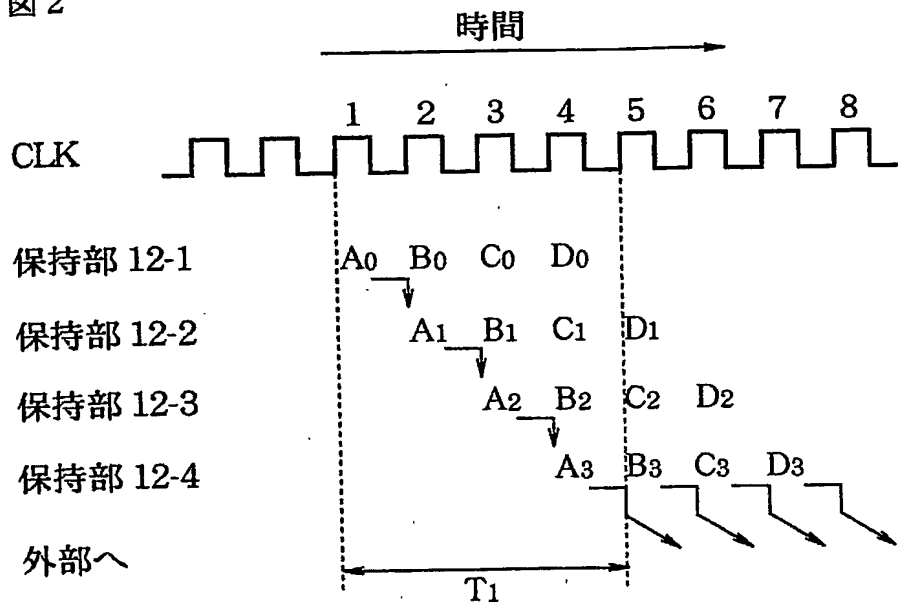 図2
時間
1 2 3 4 5 6 7 8
CLK
保持部 12-1 A0 B0 C0 D0
保持部 12-2 A1 B1 C1 D1
保持部 12-3 A2 B2 C2 D2
保持部 12-4 A3 B3 C3 D3
外部へ
T1